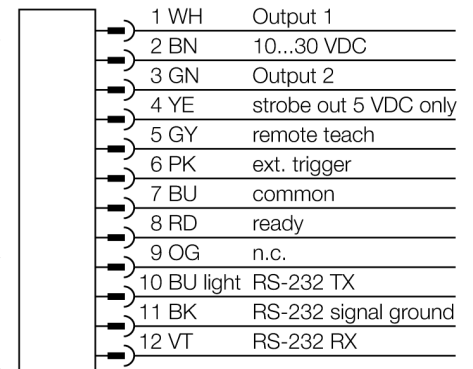 1 WH Output 1
2 BN 10...30 VDC
3 GN Output 2
4 YE strobe out 5 VDC only
5 GY remote teach
6 PK ext. trigger
7 BU common
8 RD ready
9 OG n.c.
10 BU light RS-232 TX
11 BK RS-232 signal ground
12 VT RS-232 RX